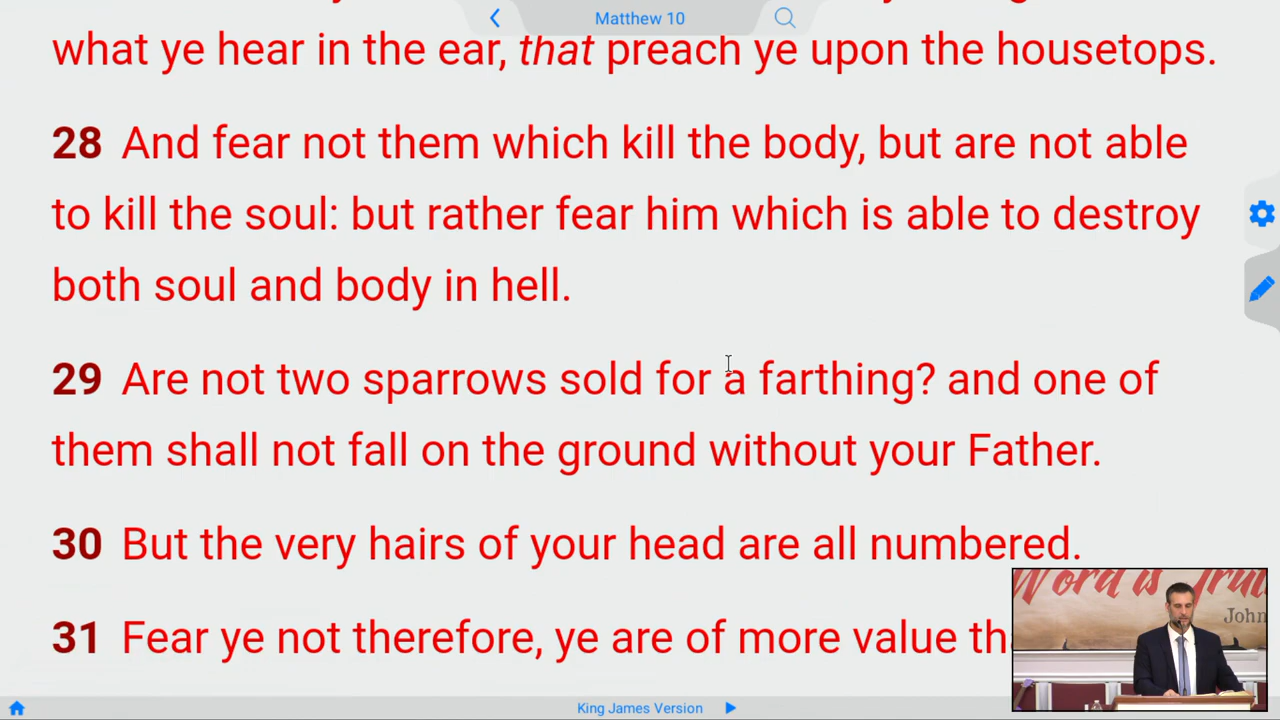 Matthew 10
what ye hear in the ear, that preach ye upon the housetops.
28 And fear not them which kill the body, but are not able
to kill the soul: but rather fear him which is able to destroy
both soul and body in hell.
29 Are not two sparrows sold for a farthing? and one of
them shall not fall on the ground without your Father.
30 But the very hairs of your head are all numbered.
31 Fear ye not therefore, ye are of more value
Word is
John
King James Version